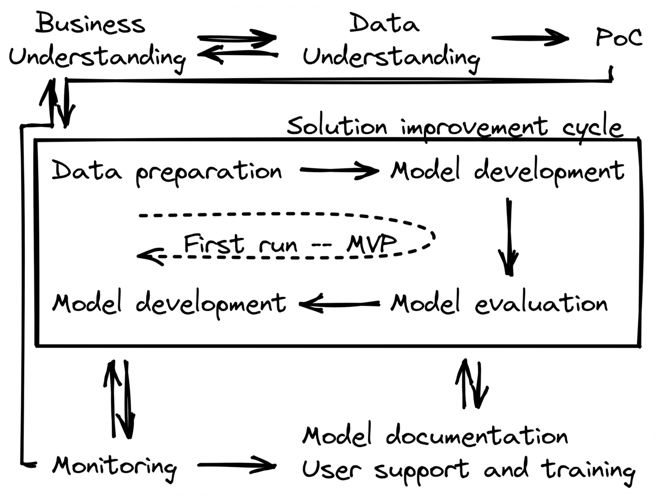 Business Understanding
Data Understanding
PoC
Solution improvement cycle
Data preparation
Model development
First run -- MVP
Model development
Model evaluation
Monitoring
Model documentation
User support and training